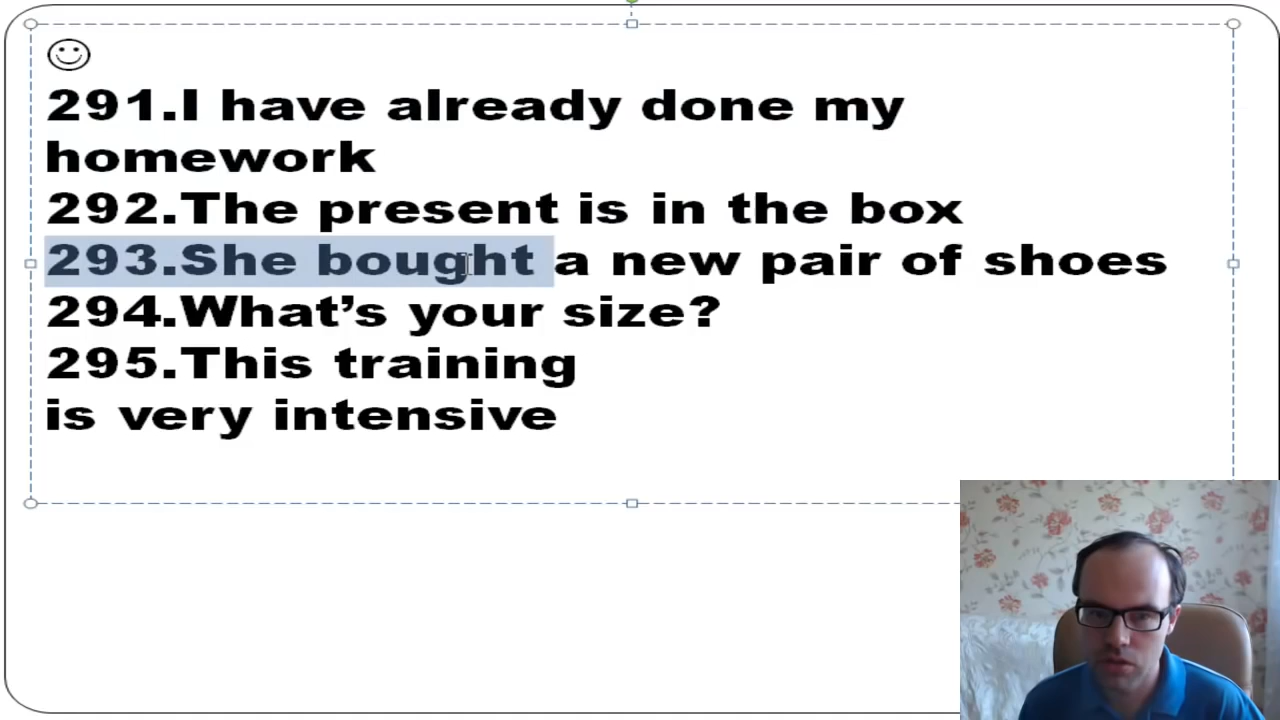 291.I have already done my
homework
292.The present is in the box
293.She bought a new pair of shoes
294.What’s your size?
295.This training
is very intensive